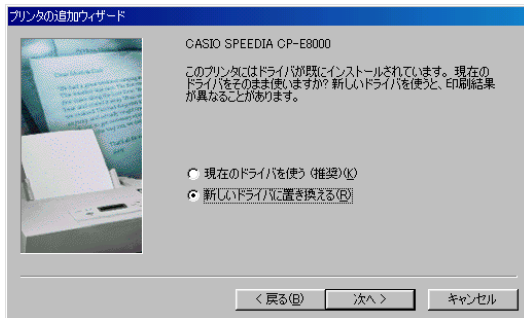 プリンタの追加ウィザード
CASIO SPEEDIA CP-E8000
このプリンタにはドライバが既にインストールされています。現在の
ドライバをそのまま使いますか? 新しいドライバを使うと、印刷結果
が異なることがあります。
現在のドライバを使う (推奨)(K)
新しいドライバに置き換える(R)
< 戻る(B)
次へ >
キャンセル